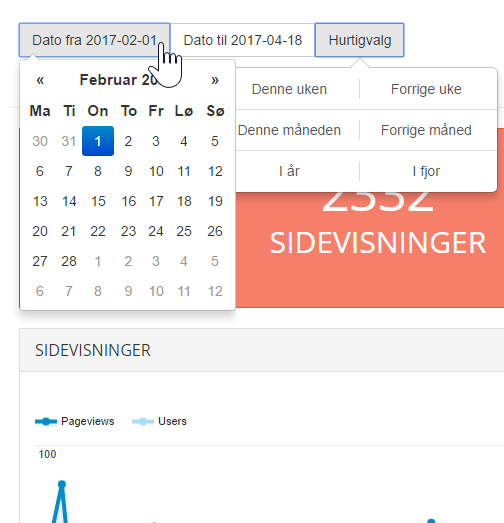 Dato fra 2017-02-01 Dato til 2017-04-18 Hurtigvalg
« Februar 20 »
Ma Ti On To Fr Lø Sø
30 31 1 2 3 4 5
6 7 8 9 10 11 12
13 14 15 16 17 18 19
20 21 22 23 24 25 26
27 28 1 2 3 4 5
6 7 8 9 10 11 12
Denne uken Forrige uke
Denne måneden Forrige måned
I år I fjor
2332
SIDEVISNINGER
SIDEVISNINGER
Pageviews Users
100